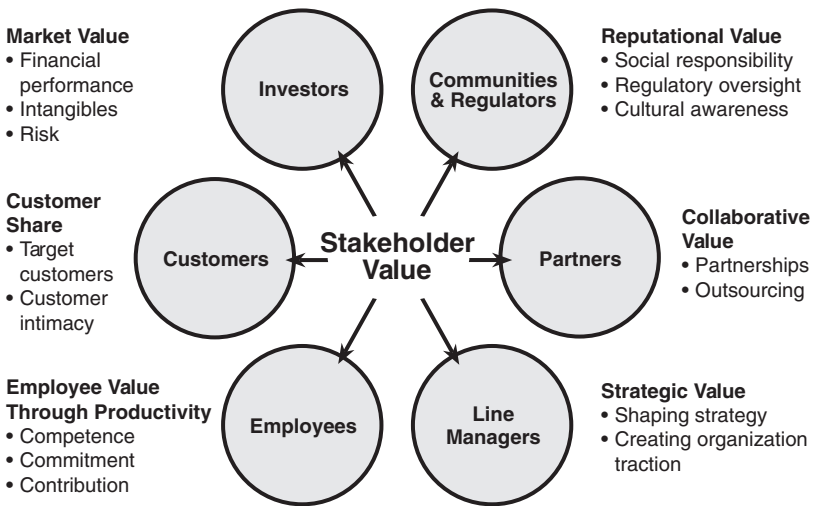 Market Value
• Financial
performance
• Intangibles
• Risk
Investors
Communities
& Regulators
Reputational Value
• Social responsibility
• Regulatory oversight
• Cultural awareness
Customer
Share
• Target
customers
• Customer
intimacy
Customers
Stakeholder
Value
Partners
Collaborative
Value
• Partnerships
• Outsourcing
Employee Value
Through Productivity
• Competence
• Commitment
• Contribution
Employees
Line
Managers
Strategic Value
• Shaping strategy
• Creating organization
traction